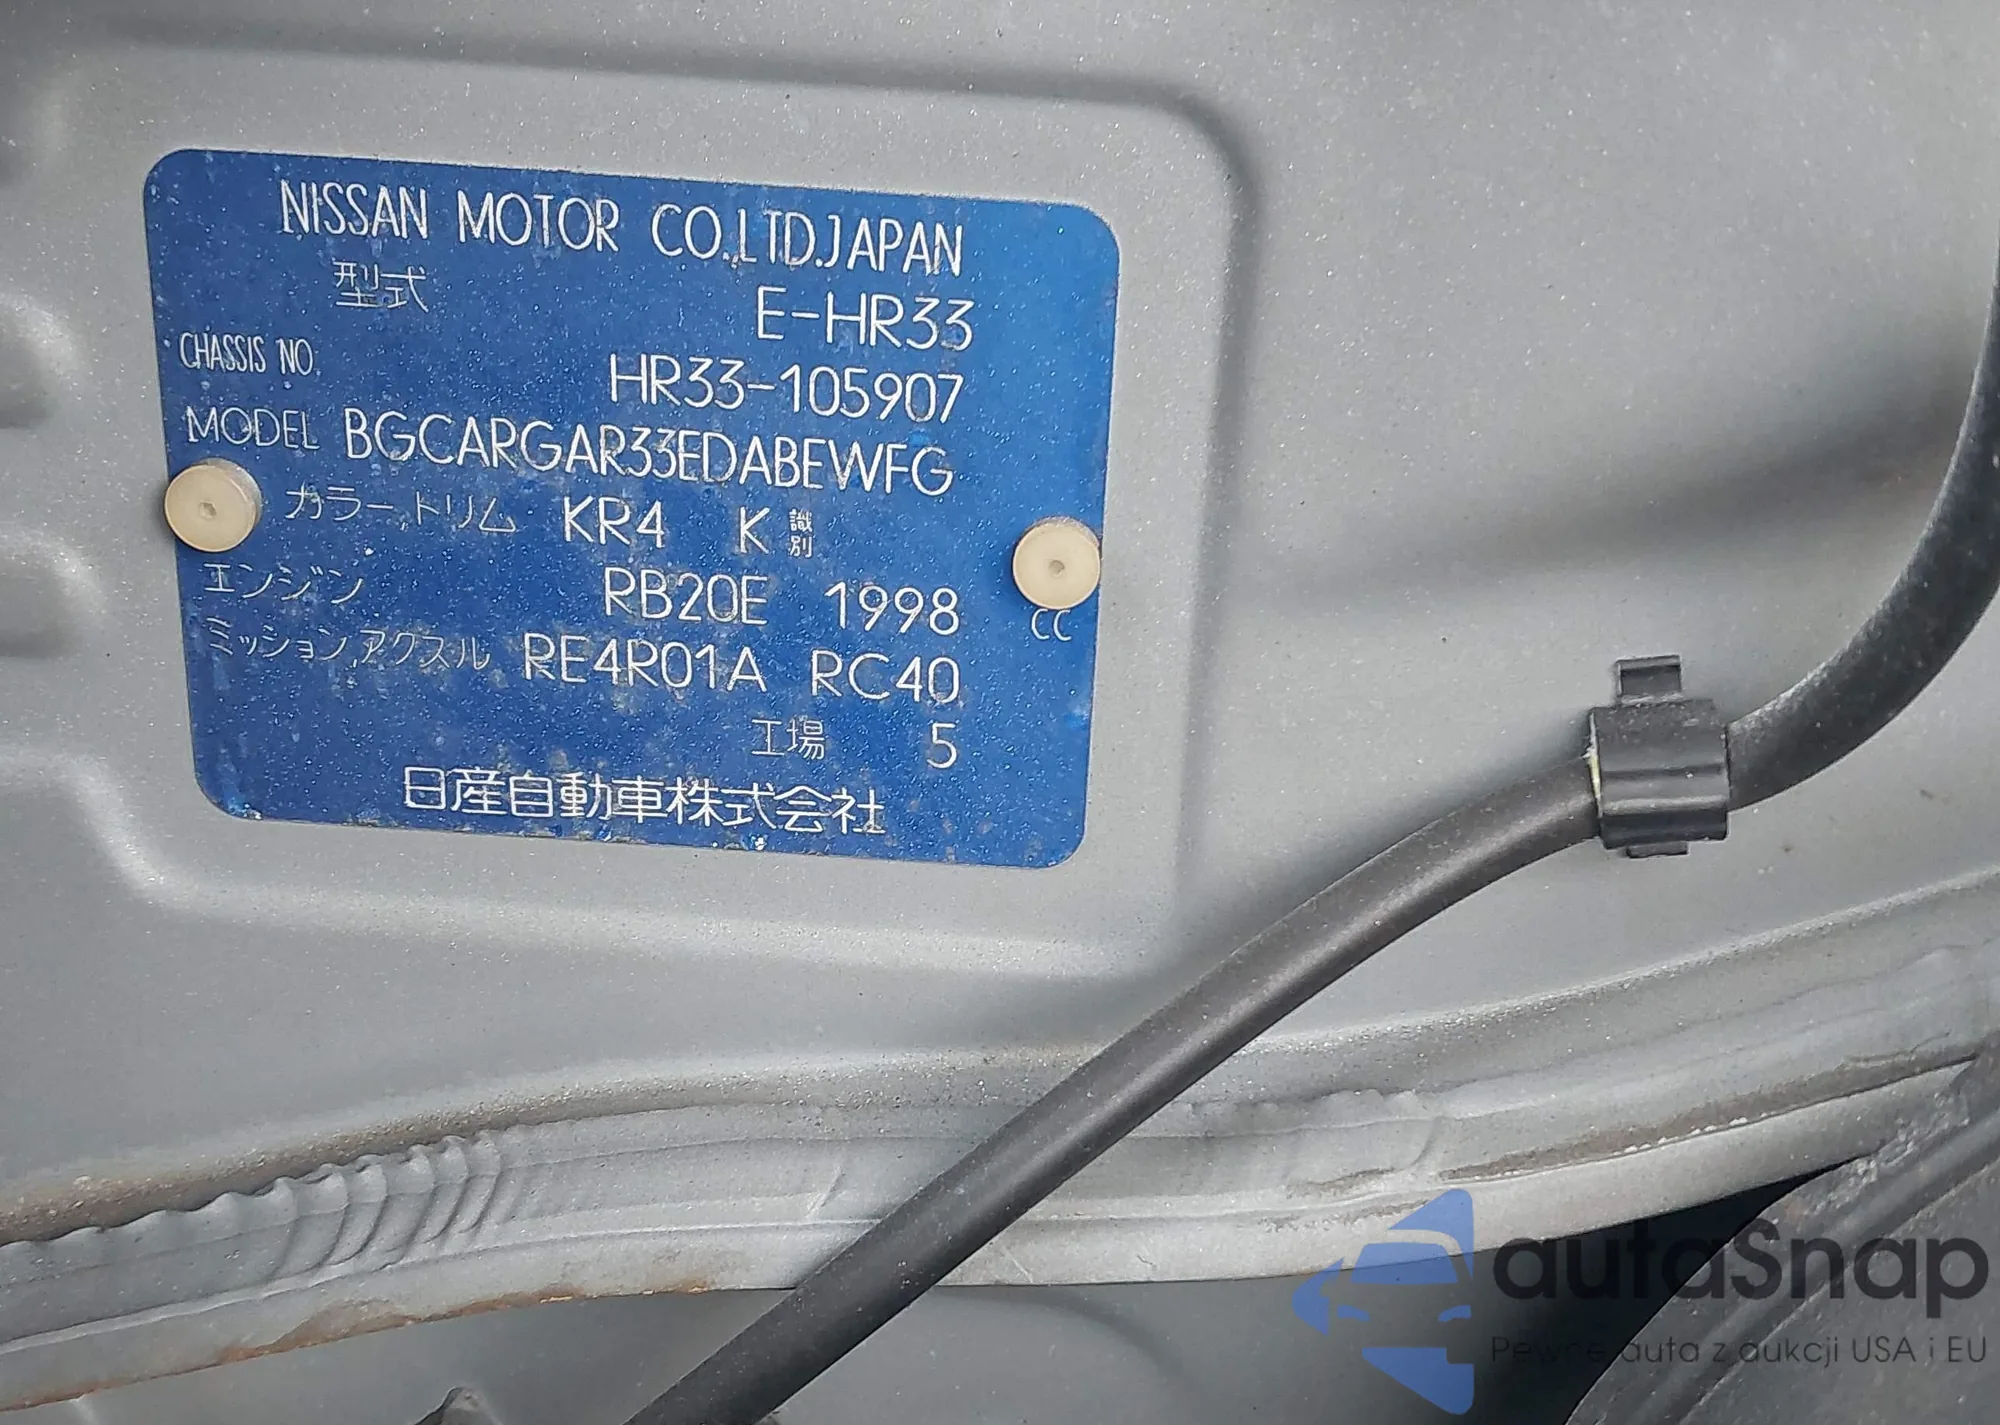 NISSAN MOTOR CO.,LTD.JAPAN
型式 E-HR33
CHASSIS NO. HR33-105907
MODEL BGCARGAR33EDABEWFG
カラー,トリム KR4 K 識別
エンジン RB20E 1998 CC
ミッション,アクスル RE4R01A RC40
工場 5
日産自動車株式会社
autaSnap
Pewne auta z aukcji USA i EU